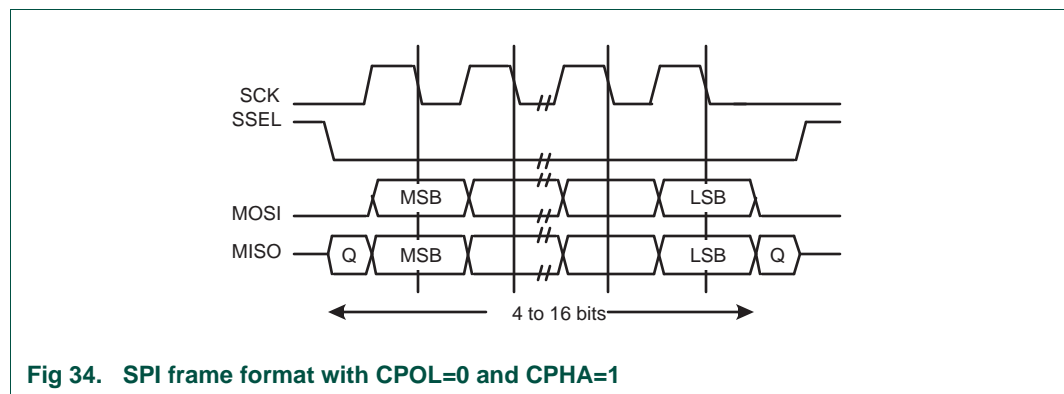 SCK
SSEL
MOSI MSB LSB
MISO Q MSB LSB Q
4 to 16 bits
Fig 34. SPI frame format with CPOL=0 and CPHA=1